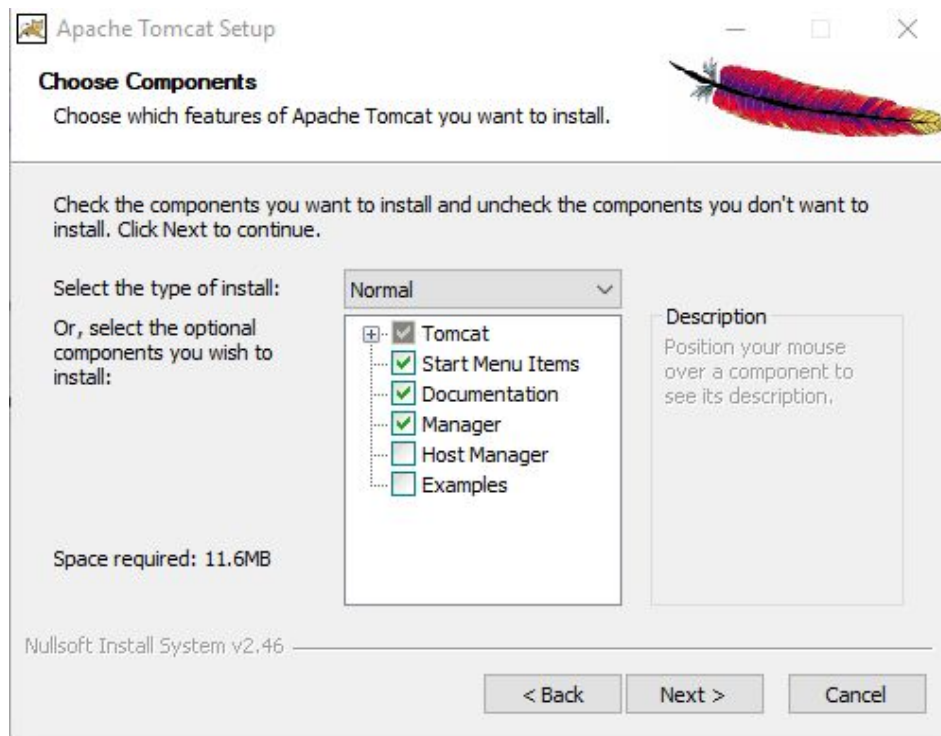 Apache Tomcat Setup
Choose Components
Choose which features of Apache Tomcat you want to install.
Check the components you want to install and uncheck the components you don't want to
install. Click Next to continue.
Select the type of install:
Normal
Or, select the optional
components you wish to
install:
Tomcat
Start Menu Items
Documentation
Manager
Host Manager
Examples
Description
Position your mouse
over a component to
see its description.
Space required: 11.6MB
Nullsoft Install System v2.46
< Back
Next >
Cancel